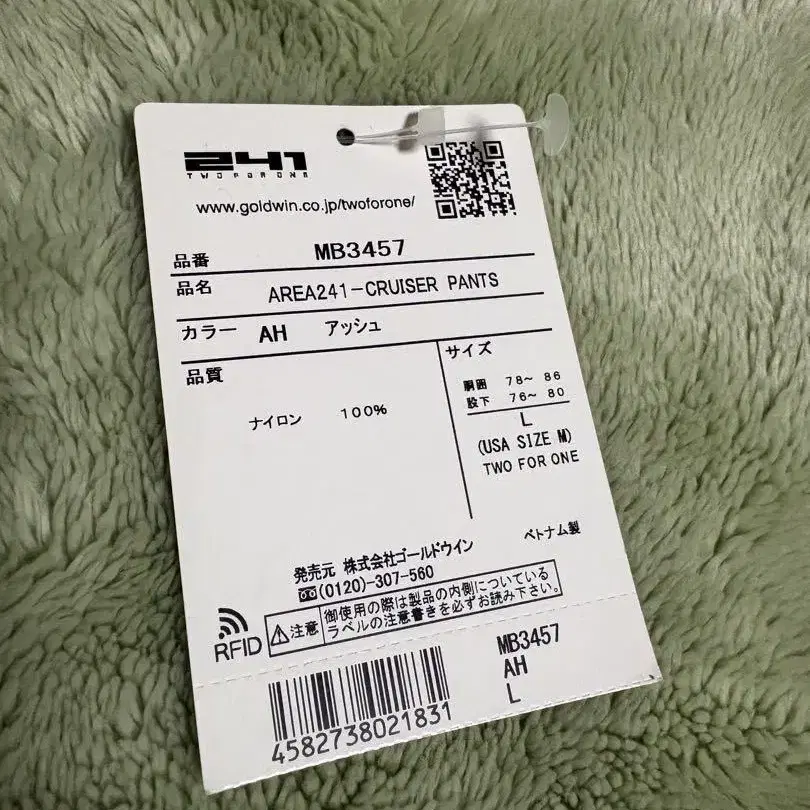 241
TWO FOR ONE
www.goldwin.co.jp/twoforone/
品番 MB3457
品名 AREA241-CRUISER PANTS
カラー AH アッシュ
品質
ナイロン 100%
サイズ
胴囲 78～ 86
股下 76～ 80
L
(USA SIZE M)
TWO FOR ONE
ベトナム製
発売元 株式会社ゴールドウイン
(0120)-307-560
RFID
注意
御使用の際は製品の内側についている
ラベルの注意書きを必ずお読み下さい。
MB3457
AH
L
4582738021831